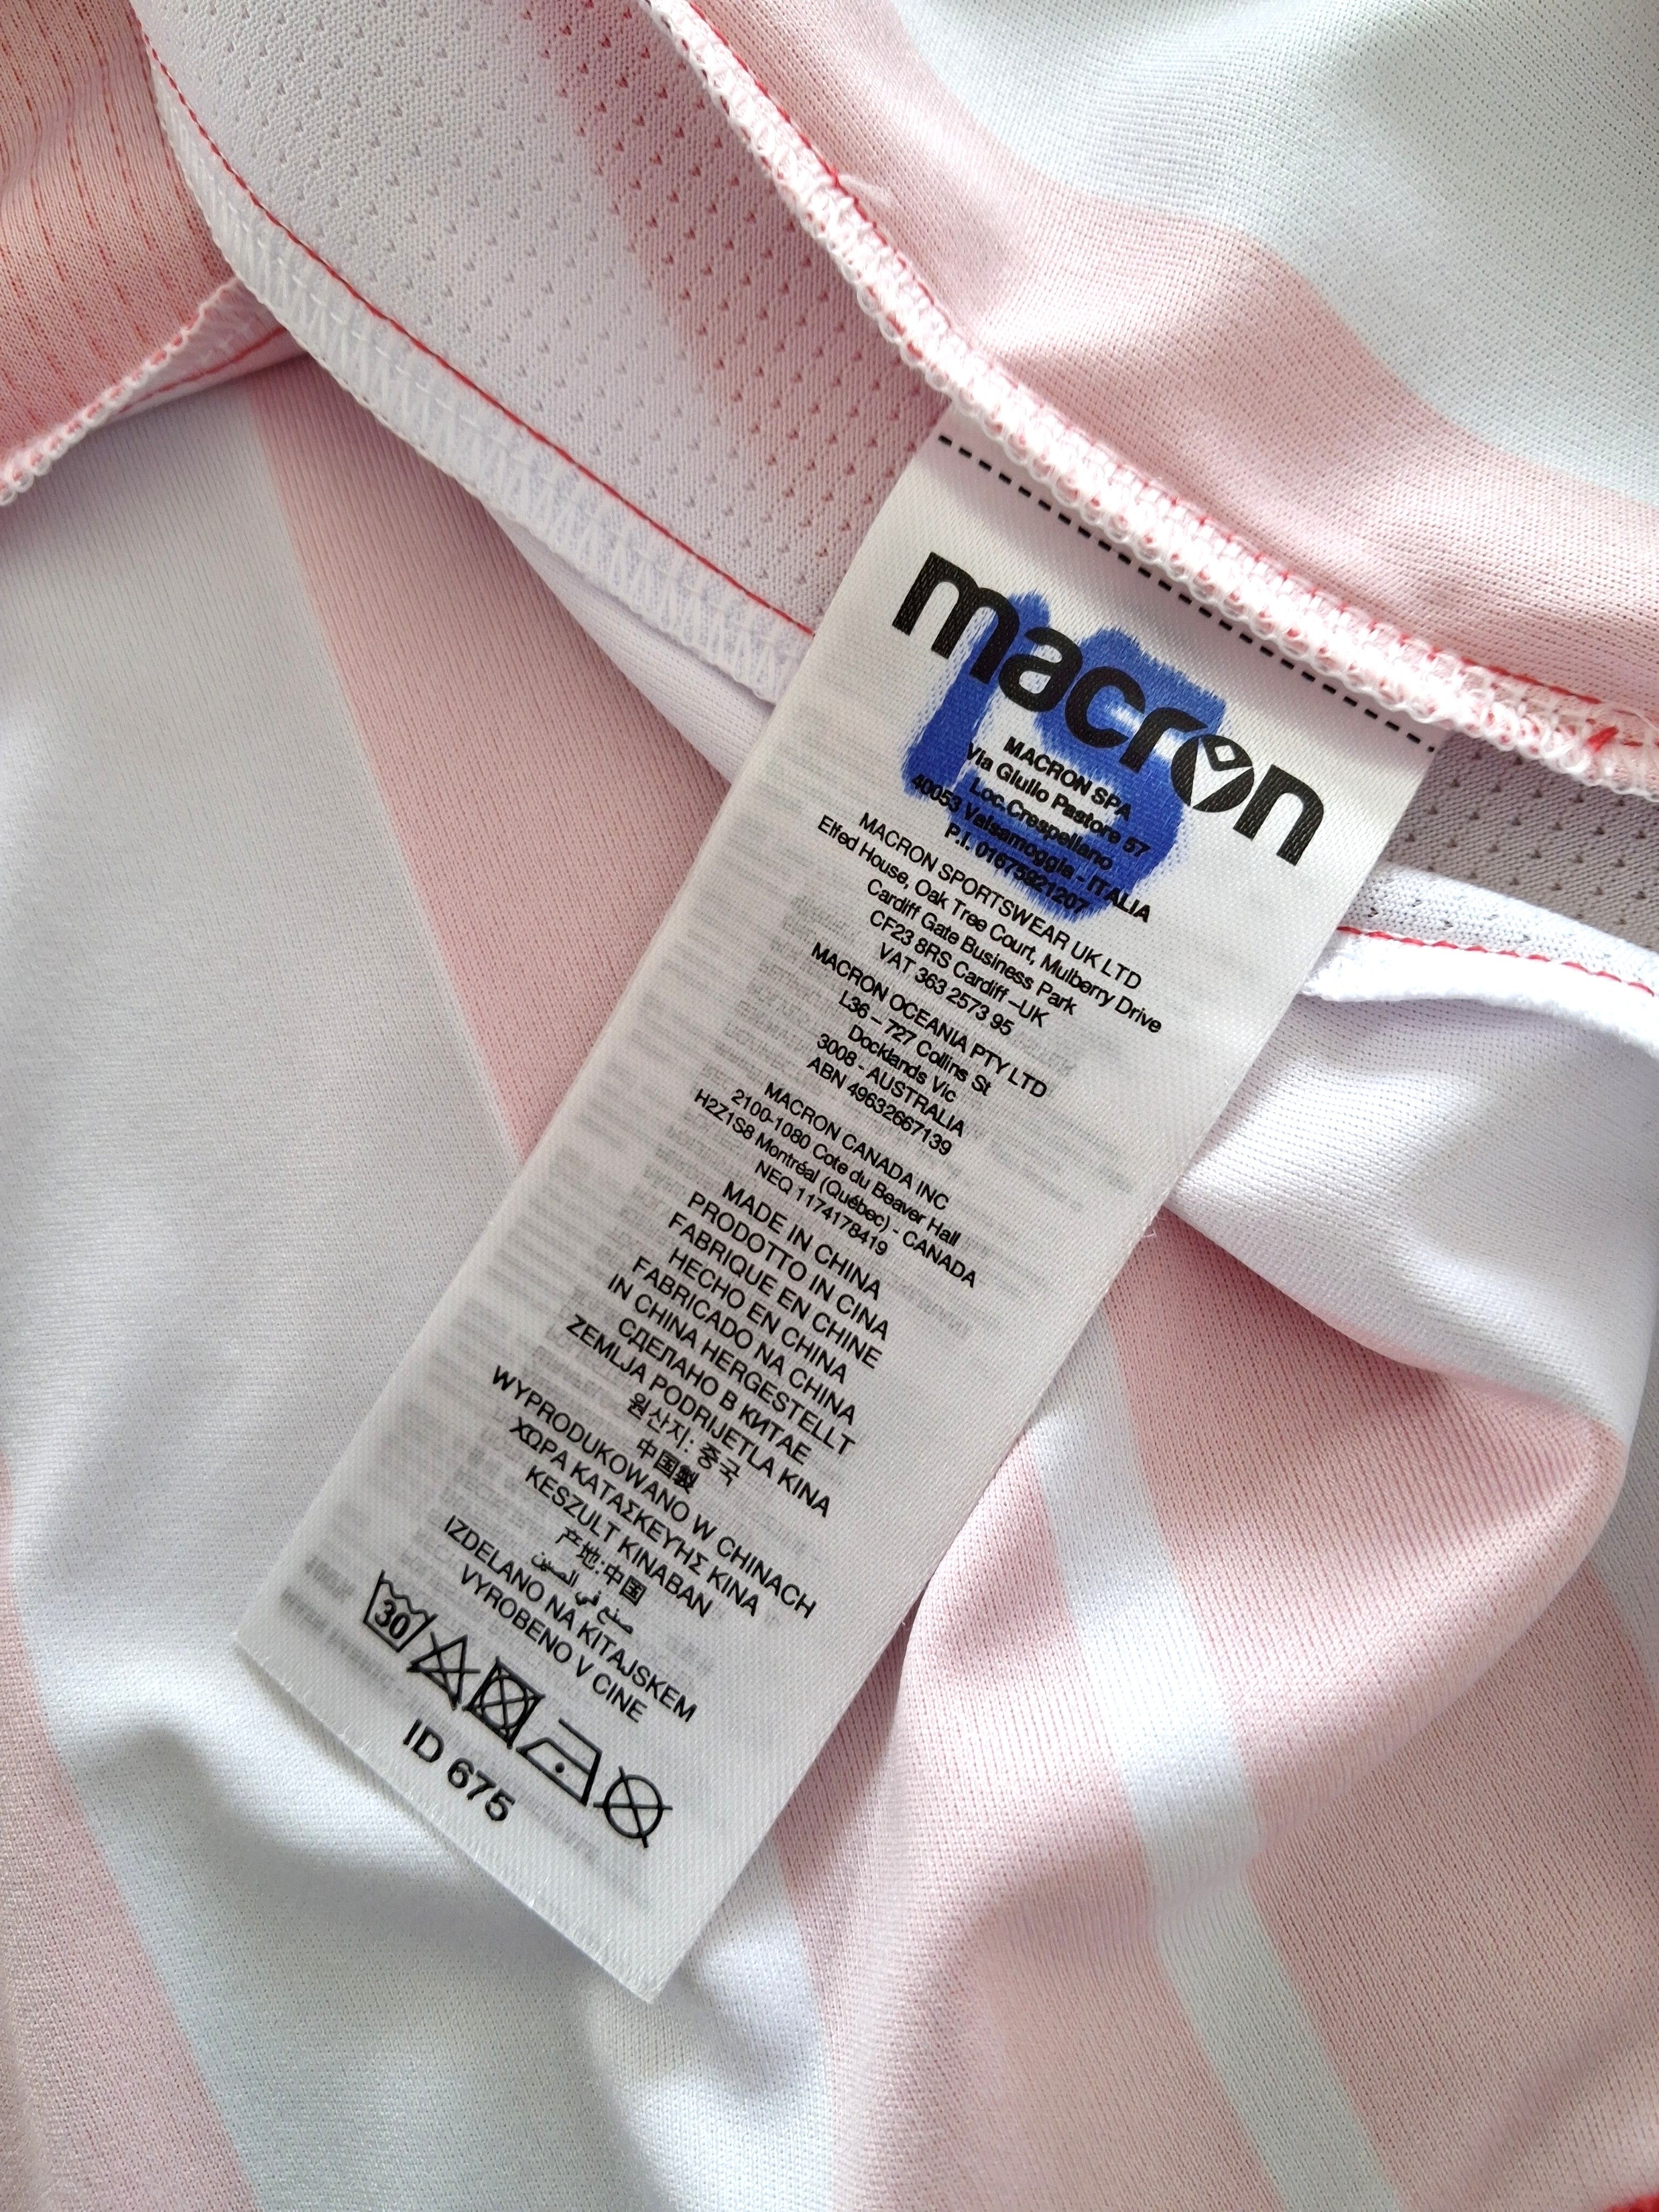 macron
MACRON SPA
Via Giulio Pastore 57
Loc.Crespellano
40053 Valsamoggia - ITALIA
P.I. 01675921207
MACRON SPORTSWEAR UK LTD
Effed House, Oak Tree Court, Mulberry Drive
Cardiff Gate Business Park
CF23 8RS Cardiff –UK
VAT 363 2573 95
MACRON OCEANIA PTY LTD
L36 – 727 Collins St
Docklands Vic
3008 - AUSTRALIA
ABN 49632667139
MACRON CANADA INC
2100-1080 Cote du Beaver Hall
H2Z1S8 Montréal (Québec) - CANADA
NEQ 1174178419
MADE IN CHINA
PRODOTTO IN CINA
FABRIQUE EN CHINE
HECHO EN CHINA
FABRICADO NA CHINA
IN CHINA HERGESTELLT
СДЕЛАНО В КИТАЕ
ZEMLJA PODRIJETLA KINA
원산지: 중국
中国製
WYPRODUKOWANO W CHINACH
ΧΩΡΑ ΚΑΤΑΣΚΕΥΗΣ ΚΙΝΑ
KESZULT KINABAN
产地:中国
صنع في الصين
IZDELANO NA KITAJSKEM
VYROBENO V CINE
30
ID 675